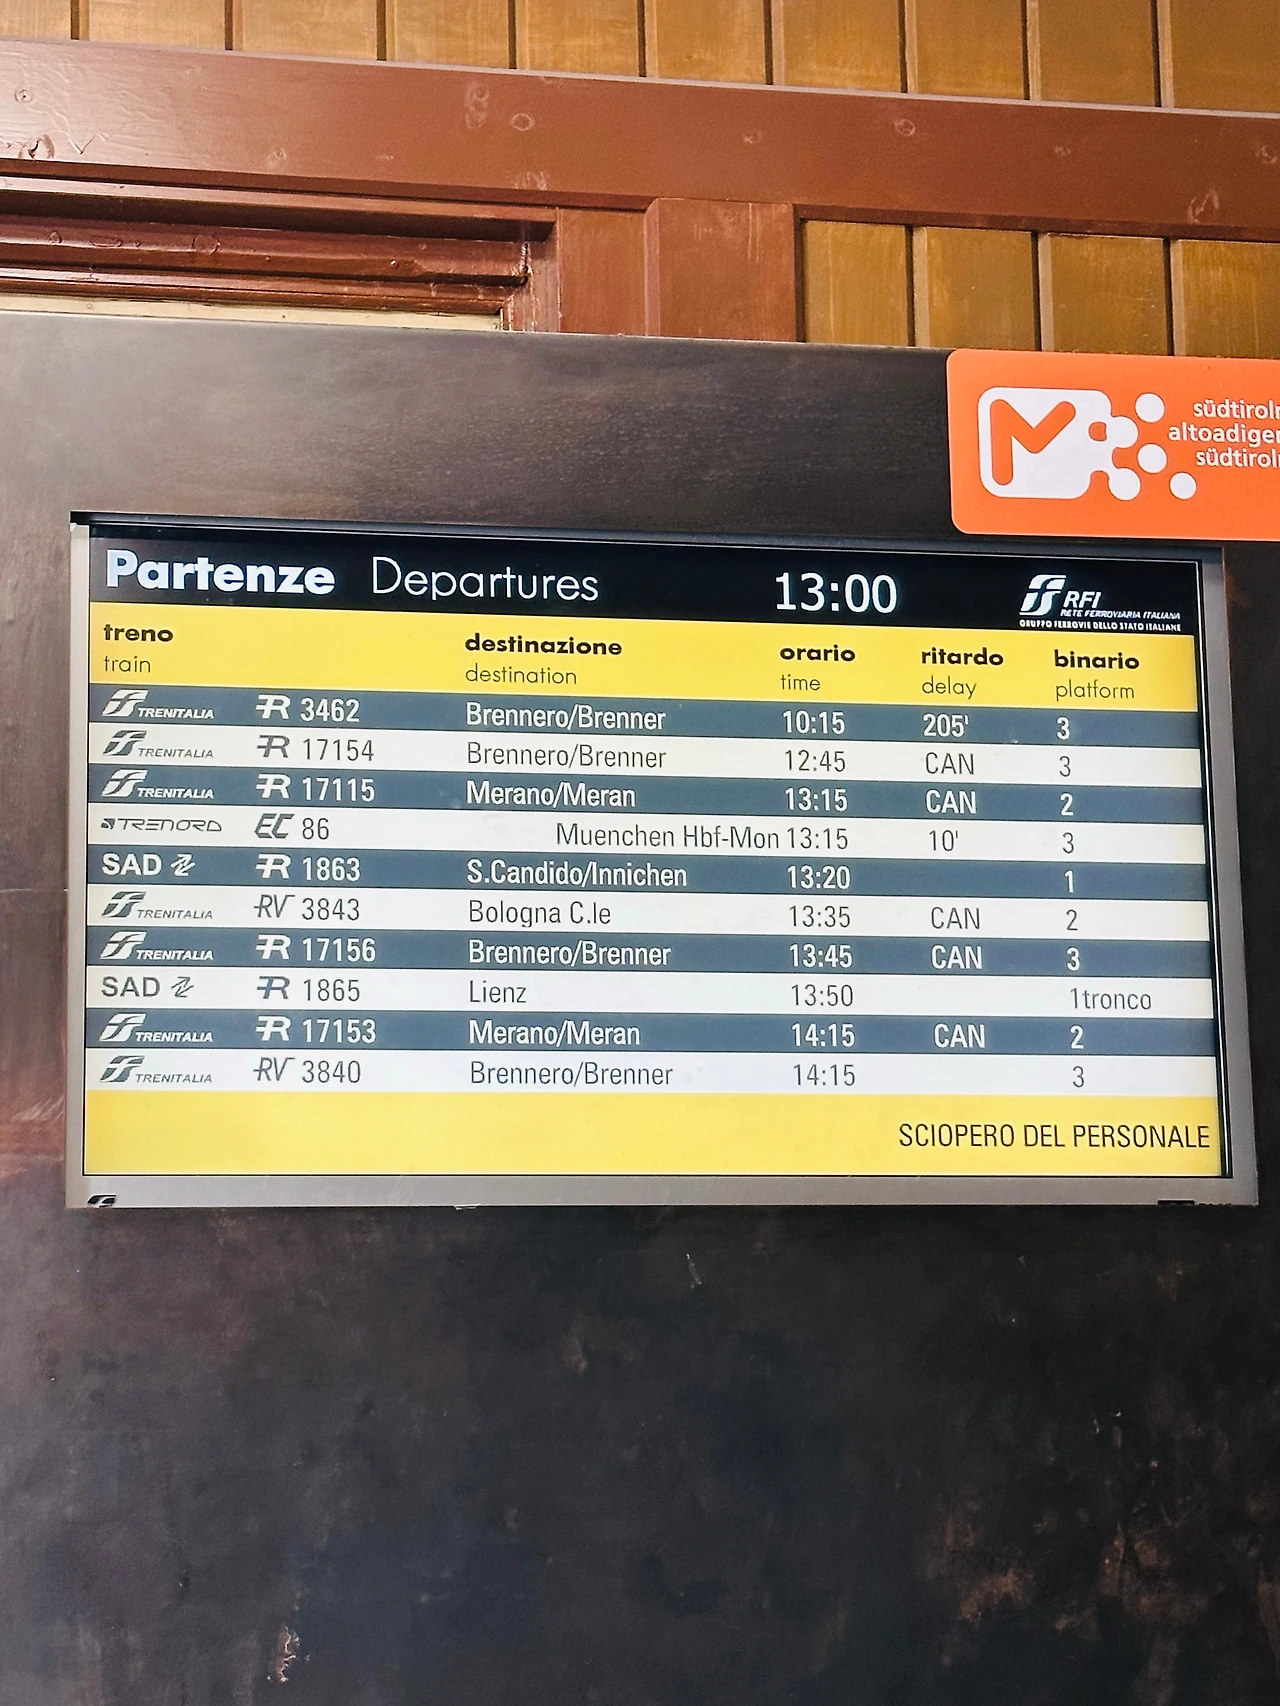 südtirolm
altoadigem
südtirolm
Partenze Departures 13:00 RFI
RETE FERROVIARIA ITALIANA
GRUPPO FERROVIE DELLO STATO ITALIANE
treno destinazione orario ritardo binario
train destination time delay platform
TRENITALIA R 3462 Brennero/Brenner 10:15 205' 3
TRENITALIA R 17154 Brennero/Brenner 12:45 CAN 3
TRENITALIA R 17115 Merano/Meran 13:15 CAN 2
TRENORD EC 86 Muenchen Hbf-Mon 13:15 10' 3
SAD R 1863 S.Candido/Innichen 13:20 1
TRENITALIA RV 3843 Bologna C.le 13:35 CAN 2
TRENITALIA R 17156 Brennero/Brenner 13:45 CAN 3
SAD R 1865 Lienz 13:50 1tronco
TRENITALIA R 17153 Merano/Meran 14:15 CAN 2
TRENITALIA RV 3840 Brennero/Brenner 14:15 3
SCIOPERO DEL PERSONALE